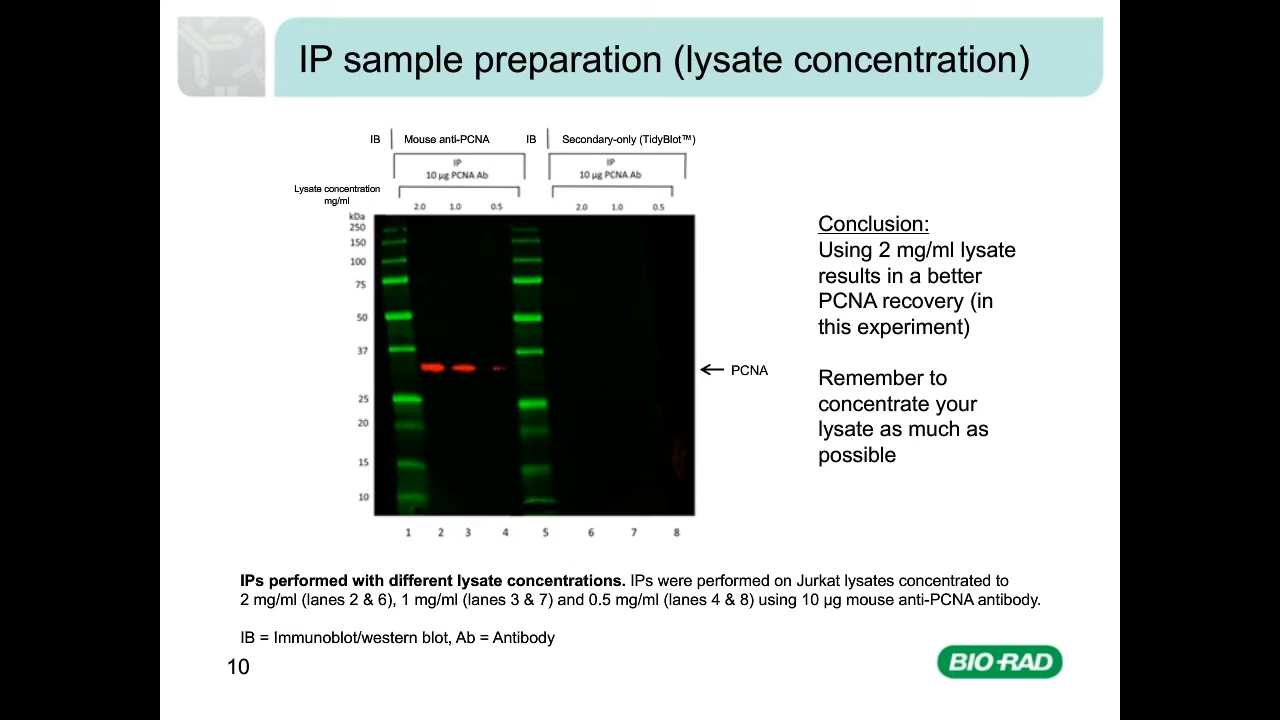 IP sample preparation (lysate concentration)
IB Mouse anti-PCNA IB Secondary-only (TidyBlot™)
IP IP
10 µg PCNA Ab 10 µg PCNA Ab
Lysate concentration
mg/ml
2.0 1.0 0.5 2.0 1.0 0.5
kDa
250
150
100
75
50
37
25
20
15
10
PCNA
1 2 3 4 5 6 7 8
Conclusion:
Using 2 mg/ml lysate
results in a better
PCNA recovery (in
this experiment)
Remember to
concentrate your
lysate as much as
possible
IPs performed with different lysate concentrations. IPs were performed on Jurkat lysates concentrated to
2 mg/ml (lanes 2 & 6), 1 mg/ml (lanes 3 & 7) and 0.5 mg/ml (lanes 4 & 8) using 10 µg mouse anti-PCNA antibody.
IB = Immunoblot/western blot, Ab = Antibody
10
BIO-RAD